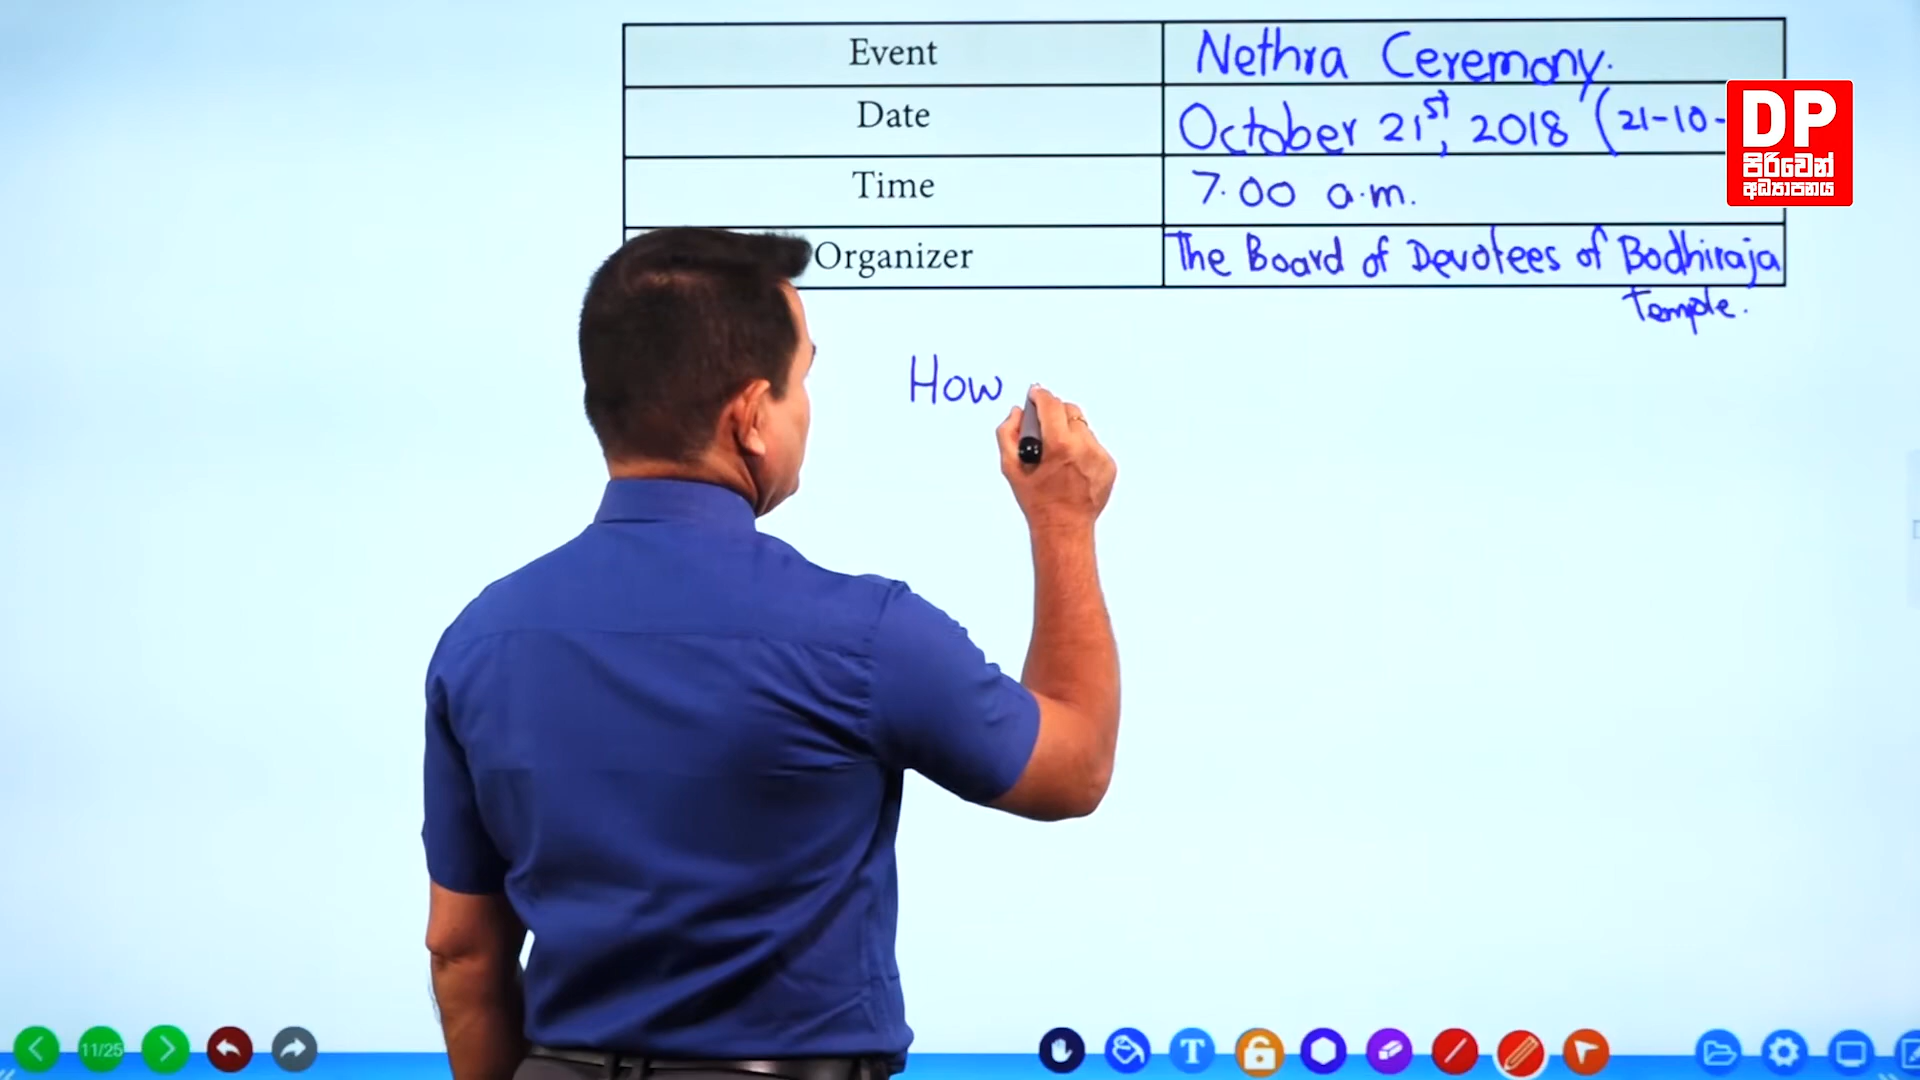 Event Nethra Ceremony.
Date October 21st, 2018 (21-10-
Time 7.00 a.m.
Organizer The Board of Devotees of Bodhiraja
temple.
How
DP
පිරිවෙන්
අධ්‍යාපනය
11/25
T